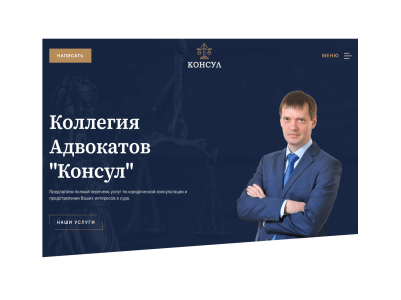 НАПИСАТЬ
КОНСУЛ
МЕНЮ
Коллегия
Адвокатов
"Консул"
Предлагаем полный перечень услуг по юридической консультации и
представлении Ваших интересов в суде.
НАШИ УСЛУГИ